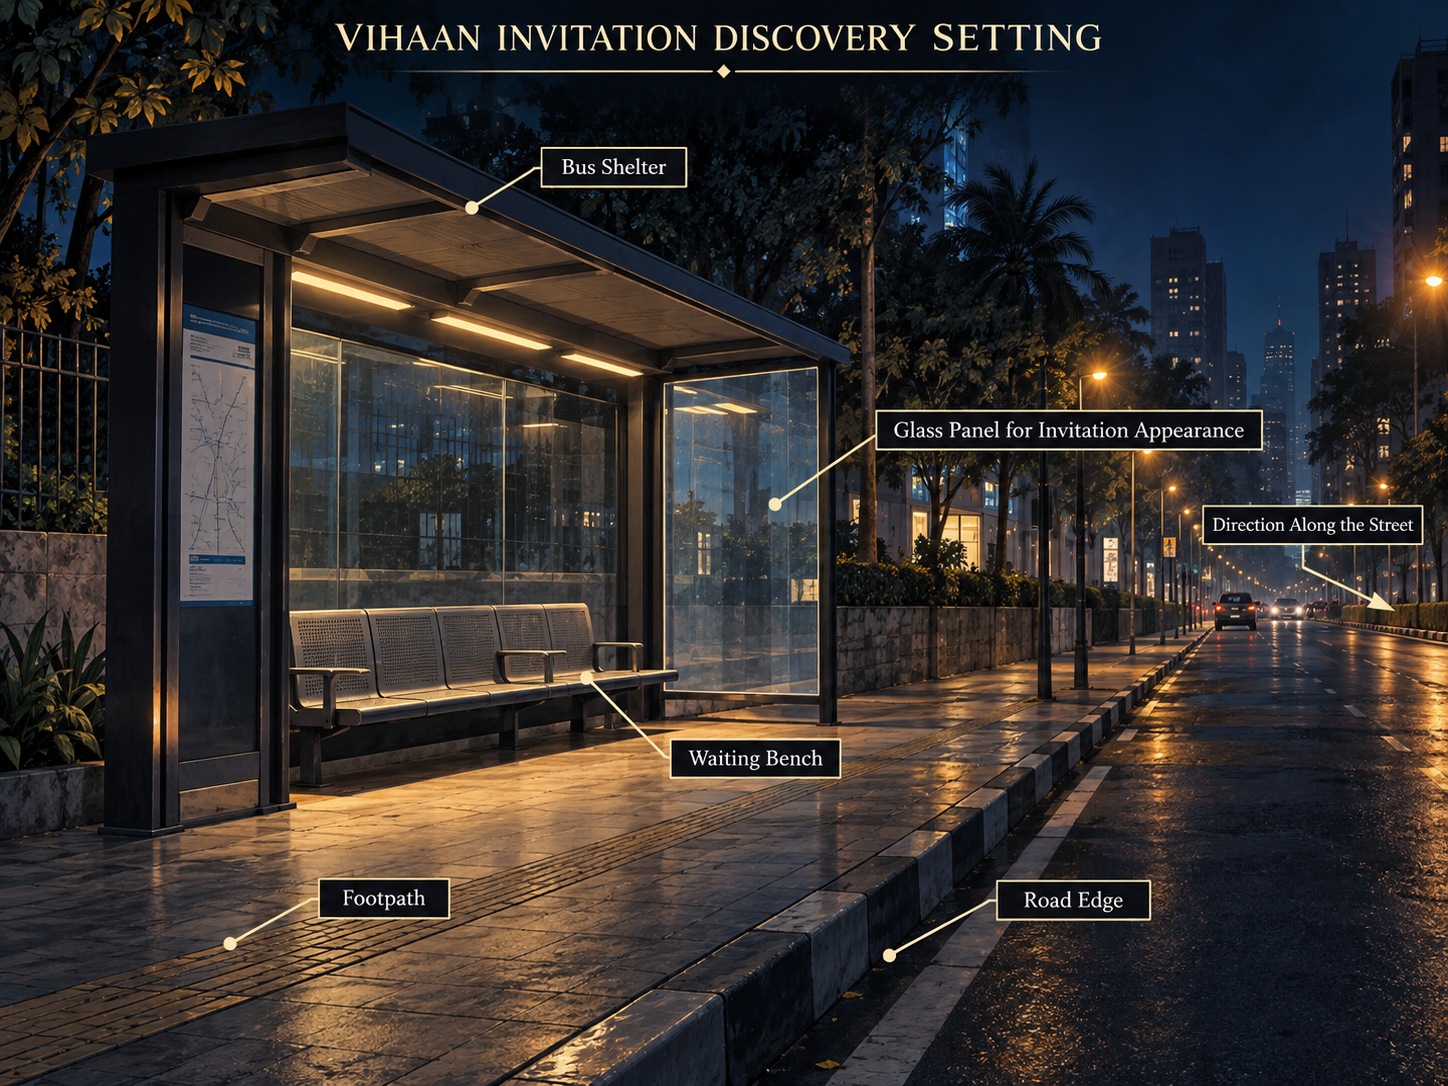 VIHAAN INVITATION DISCOVERY SETTING
Bus Shelter
Glass Panel for Invitation Appearance
Direction Along the Street
Waiting Bench
Footpath
Road Edge